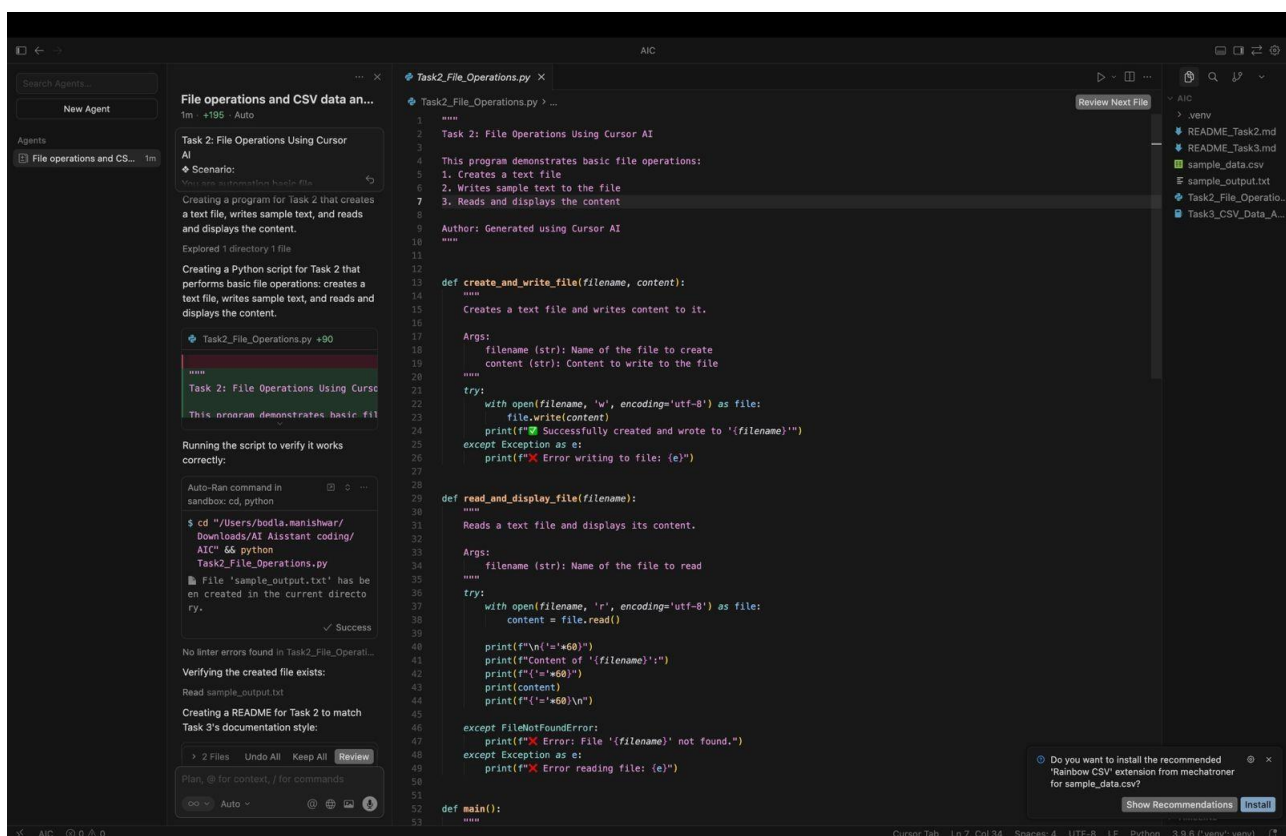 AIC
Search Agents...
New Agent
Agents
File operations and CS... 1m
File operations and CSV data an...
1m · +195 · Auto
Task 2: File Operations Using Cursor
AI
❖ Scenario:
You are automating basic file
Creating a program for Task 2 that creates
a text file, writes sample text, and reads
and displays the content.
Explored 1 directory 1 file
Creating a Python script for Task 2 that
performs basic file operations: creates a
text file, writes sample text, and reads and
displays the content.
Task2_File_Operations.py +90
"""
Task 2: File Operations Using Curso
This program demonstrates basic fil
Running the script to verify it works
correctly:
Auto-Ran command in
sandbox: cd, python
$ cd "/Users/bodla.manishwar/
Downloads/AI Aisstant coding/
AIC" && python
Task2_File_Operations.py
📄 File 'sample_output.txt' has be
en created in the current directo
ry.
✓ Success
No linter errors found in Task2_File_Operati...
Verifying the created file exists:
Read sample_output.txt
Creating a README for Task 2 to match
Task 3's documentation style:
> 2 Files Undo All Keep All Review
Plan, @ for context, / for commands
∞ Auto
Task2_File_Operations.py ×
Task2_File_Operations.py > ...
Review Next File
1 """
2 Task 2: File Operations Using Cursor AI
3
4 This program demonstrates basic file operations:
5 1. Creates a text file
6 2. Writes sample text to the file
7 3. Reads and displays the content
8
9 Author: Generated using Cursor AI
10 """
11
12
13 def create_and_write_file(filename, content):
14 """
15 Creates a text file and writes content to it.
16
17 Args:
18 filename (str): Name of the file to create
19 content (str): Content to write to the file
20 """
21 try:
22 with open(filename, 'w', encoding='utf-8') as file:
23 file.write(content)
24 print(f"✅ Successfully created and wrote to '{filename}'")
25 except Exception as e:
26 print(f"❌ Error writing to file: {e}")
27
28
29 def read_and_display_file(filename):
30 """
31 Reads a text file and displays its content.
32
33 Args:
34 filename (str): Name of the file to read
35 """
36 try:
37 with open(filename, 'r', encoding='utf-8') as file:
38 content = file.read()
39
40 print(f"\n{'='*60}")
41 print(f"Content of '{filename}':")
42 print(f"{'='*60}")
43 print(content)
44 print(f"{'='*60}\n")
45
46 except FileNotFoundError:
47 print(f"❌ Error: File '{filename}' not found.")
48 except Exception as e:
49 print(f"❌ Error reading file: {e}")
50
51
52 def main():
53 """
AIC
.venv
README_Task2.md
README_Task3.md
sample_data.csv
sample_output.txt
Task2_File_Operatio...
Task3_CSV_Data_A...
Do you want to install the recommended
'Rainbow CSV' extension from mechatroner
for sample_data.csv?
Show Recommendations Install
AIC 0 0
Cursor Tab Ln 7, Col 34 Spaces: 4 UTF-8 LF Python 3.9.6 ('venv': venv)